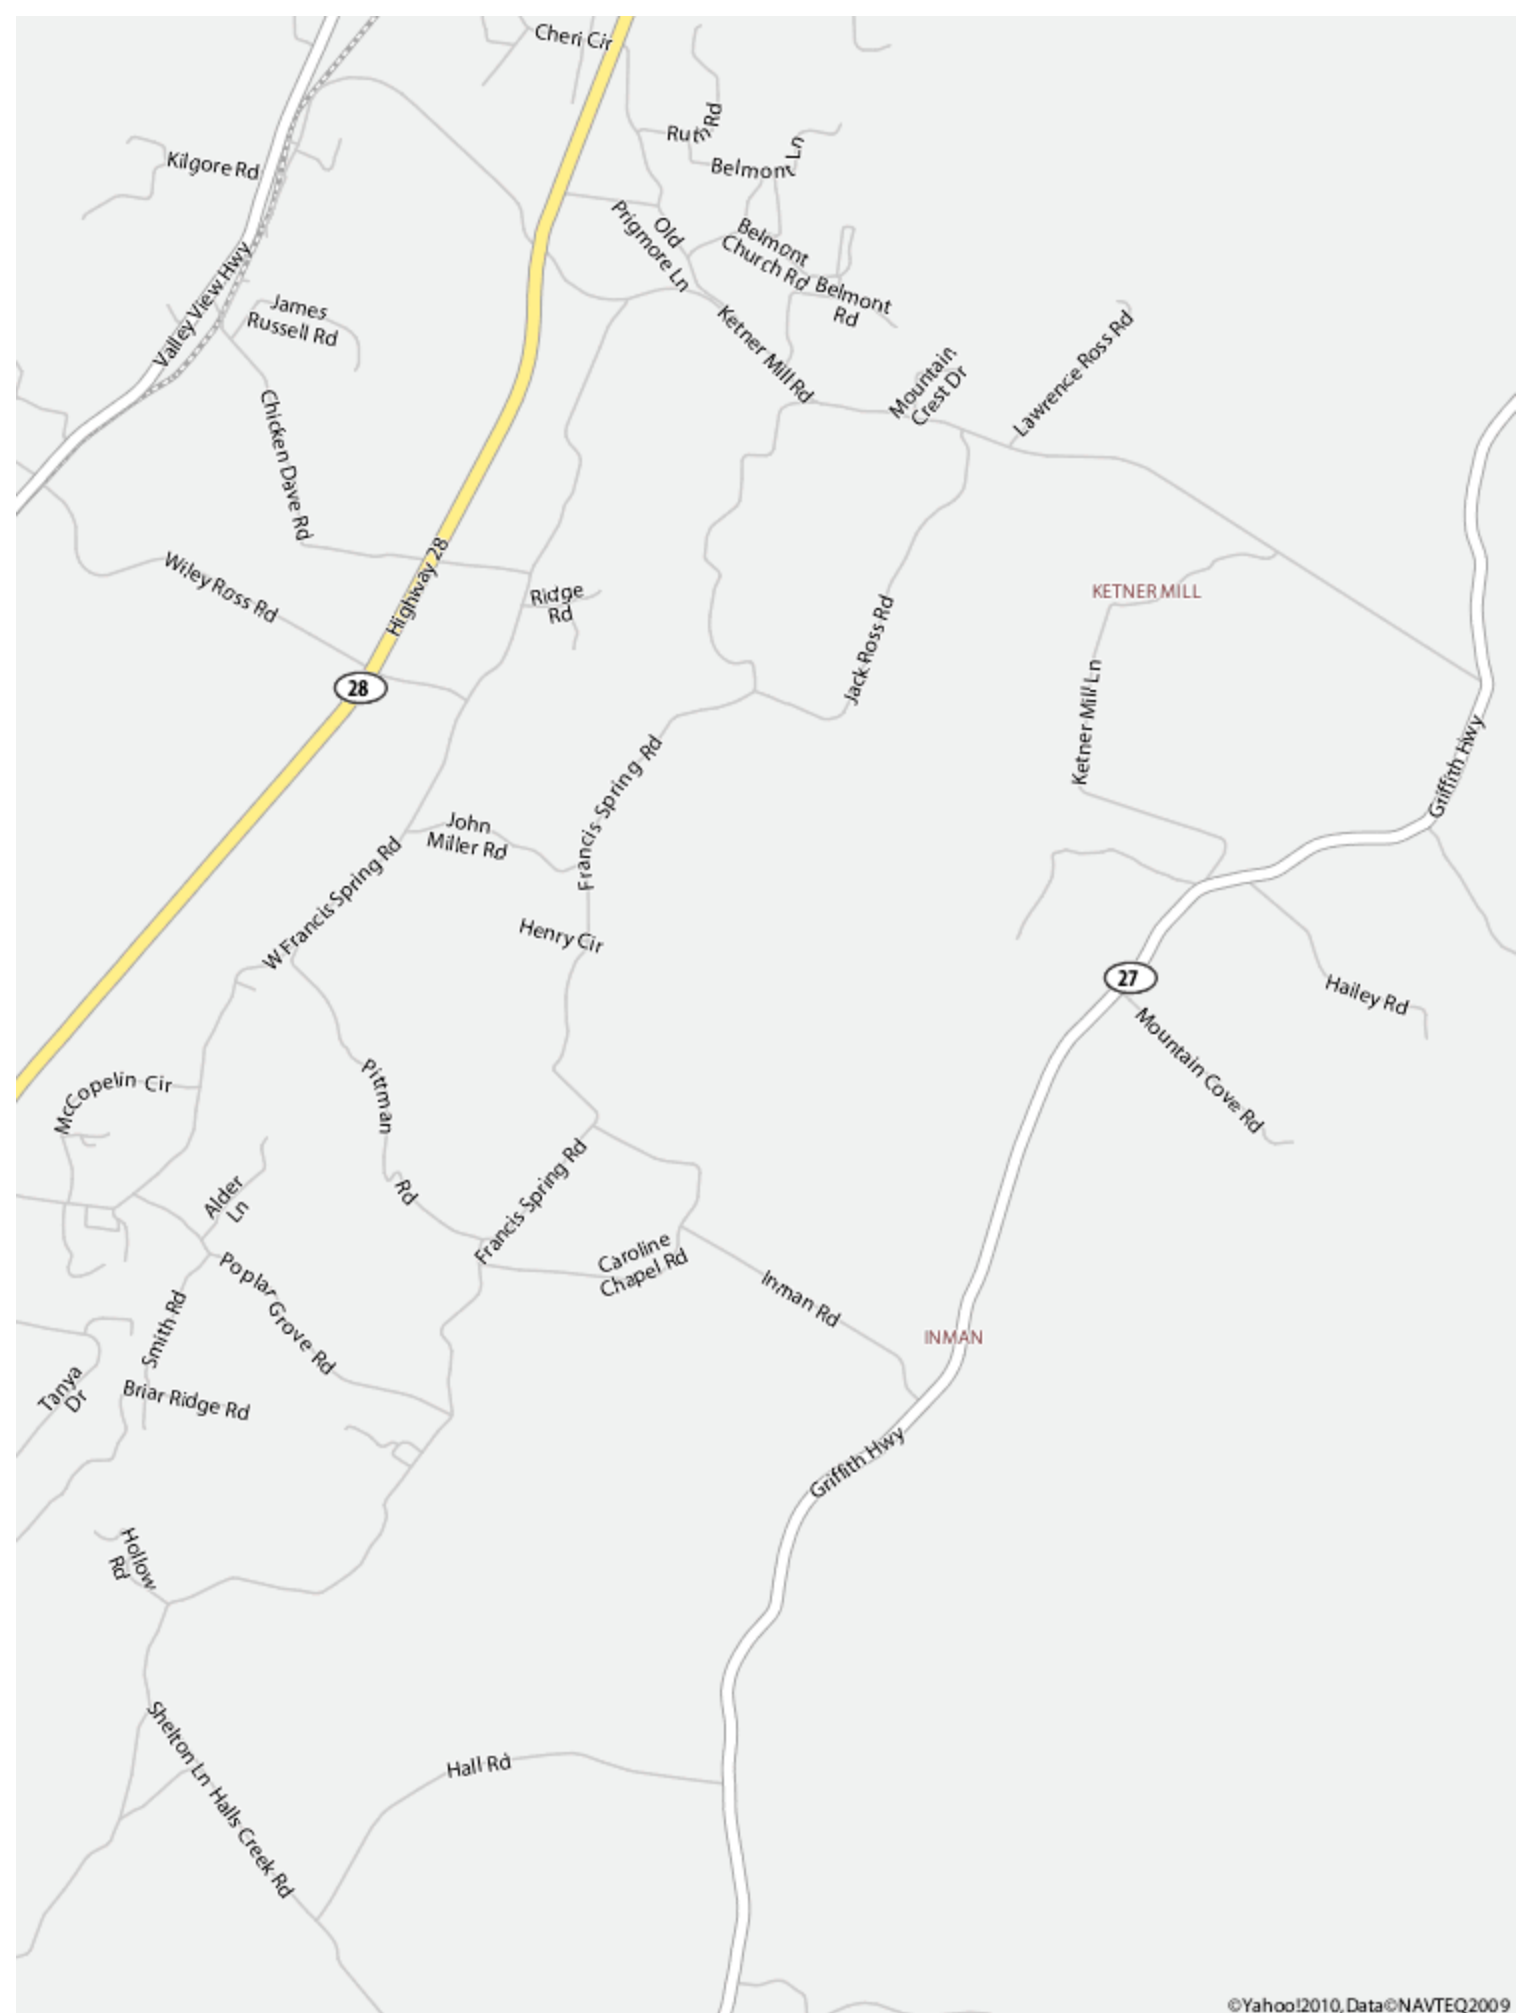 Cheri Cir
Ruth Rd
Kilgore Rd
Belmont Ln
Old
Prigmore Ln
Belmont
Church Rd
Belmont
Rd
Valley View Hwy
James
Russell Rd
Ketner Mill Rd
Lawrence Ross Rd
Mountain
Crest Dr
Chicken Dave Rd
Highway 28
Wiley Ross Rd
Ridge
Rd
KETNER MILL
Jack Ross Rd
28
Ketner Mill Ln
Griffith Hwy
Francis Spring Rd
John
Miller Rd
W Francis Spring Rd
Henry Cir
27
Hailey Rd
Mountain Cove Rd
McCopelin Cir
Pittman
Rd
Alder
Ln
Francis Spring Rd
Caroline
Chapel Rd
Poplar Grove Rd
Inman Rd
Smith Rd
INMAN
Tanya
Dr
Briar Ridge Rd
Griffith Hwy
Hollow
Rd
Shelton Ln
Hall Rd
Halls Creek Rd
©Yahoo!2010, Data©NAVTEQ2009